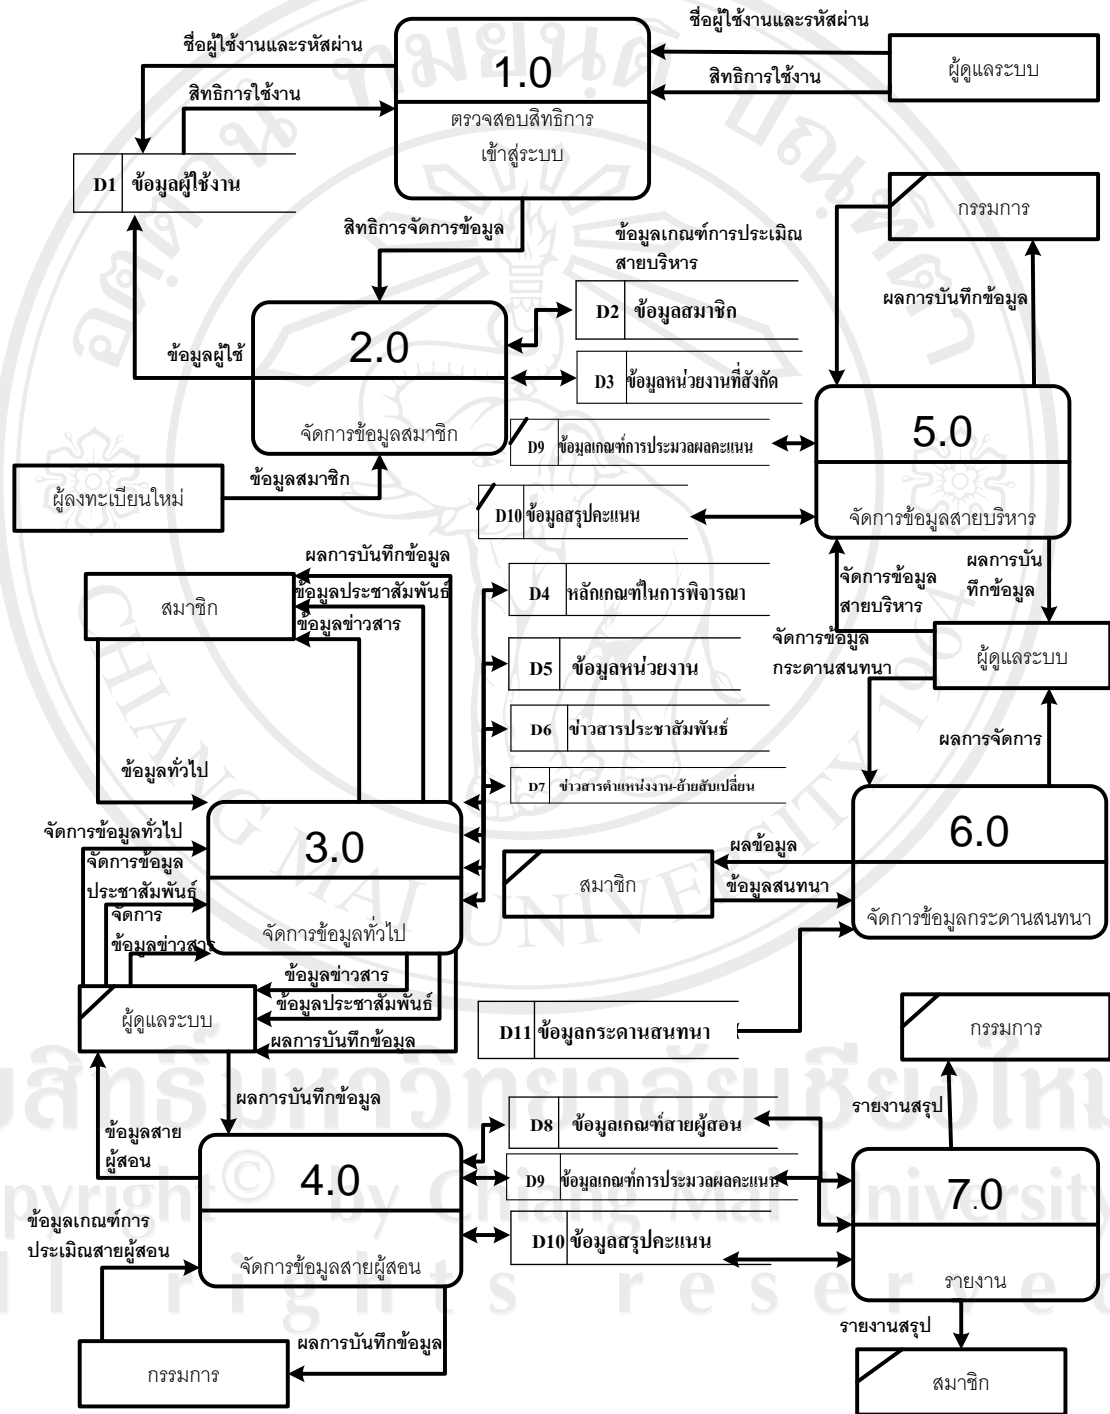 ชื่อผู้ใช้งานและรหัสผ่าน
ชื่อผู้ใช้งานและรหัสผ่าน
1.0
ผู้ดูแลระบบ
สิทธิการใช้งาน
สิทธิการใช้งาน
ตรวจสอบสิทธิการ
เข้าสู่ระบบ
D1 ข้อมูลผู้ใช้งาน
กรรมการ
สิทธิการจัดการข้อมูล
ข้อมูลเกณฑ์การประเมิณ
สายบริหาร
ผลการบันทึกข้อมูล
D2 ข้อมูลสมาชิก
2.0
ข้อมูลผู้ใช้
D3 ข้อมูลหน่วยงานที่สังกัด
จัดการข้อมูลสมาชิก
5.0
D9 ข้อมูลเกณฑ์การประมวลผลคะแนน
ข้อมูลสมาชิก
ผู้ลงทะเบียนใหม่
D10 ข้อมูลสรุปคะแนน
จัดการข้อมูลสายบริหาร
ผลการบันทึกข้อมูล
ข้อมูลประชาสัมพันธ์
ข้อมูลข่าวสาร
สมาชิก
D4 หลักเกณฑ์ในการพิจารณา
จัดการข้อมูล
สายบริหาร
ผลการบัน
ทึกข้อมูล
จัดการข้อมูล
กระดานสนทนา
D5 ข้อมูลหน่วยงาน
ผู้ดูแลระบบ
D6 ข่าวสารประชาสัมพันธ์
ผลการจัดการ
ข้อมูลทั่วไป
D7 ข่าวสารตำแหน่งงาน-ย้ายสับเปลี่ยน
จัดการข้อมูลทั่วไป
3.0
6.0
จัดการข้อมูล
ประชาสัมพันธ์
ผลข้อมูล
สมาชิก
ข้อมูลสนทนา
จัดการ
ข้อมูลข่าวสาร
จัดการข้อมูลทั่วไป
จัดการข้อมูลกระดานสนทนา
ข้อมูลข่าวสาร
ข้อมูลประชาสัมพันธ์
ผลการบันทึกข้อมูล
ผู้ดูแลระบบ
D11 ข้อมูลกระดานสนทนา
กรรมการ
ผลการบันทึกข้อมูล
รายงานสรุป
ข้อมูลสาย
ผู้สอน
D8 ข้อมูลเกณฑ์สายผู้สอน
4.0
D9 ข้อมูลเกณฑ์การประมวลผลคะแนน
7.0
ข้อมูลเกณฑ์การ
ประเมิณสายผู้สอน
D10 ข้อมูลสรุปคะแนน
จัดการข้อมูลสายผู้สอน
รายงาน
ผลการบันทึกข้อมูล
รายงานสรุป
กรรมการ
สมาชิก
CHIANG MAI UNIVERSITY 1964